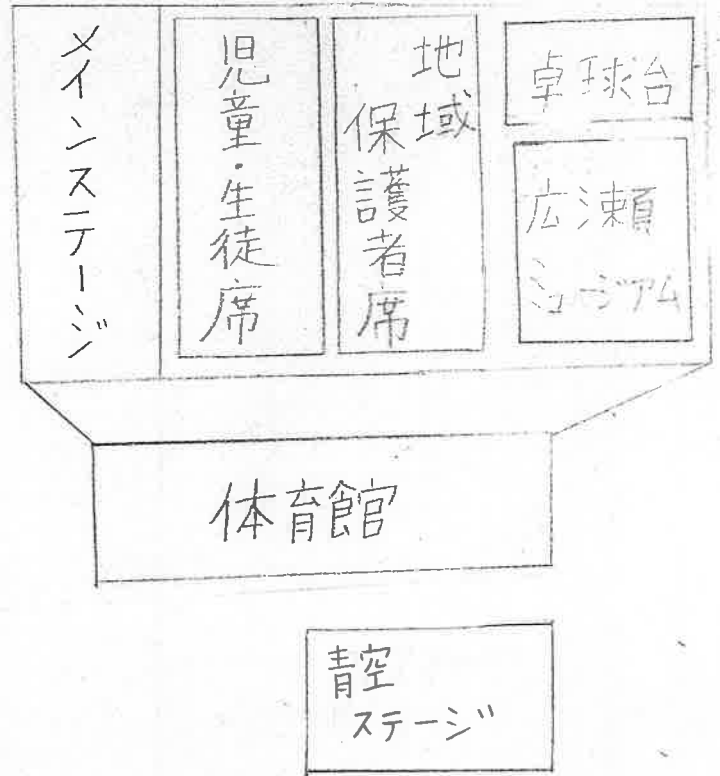 メインステージ
児童・生徒席
地域
保護者席
卓球台
広瀬
ミュージアム
体育館
青空
ステージ